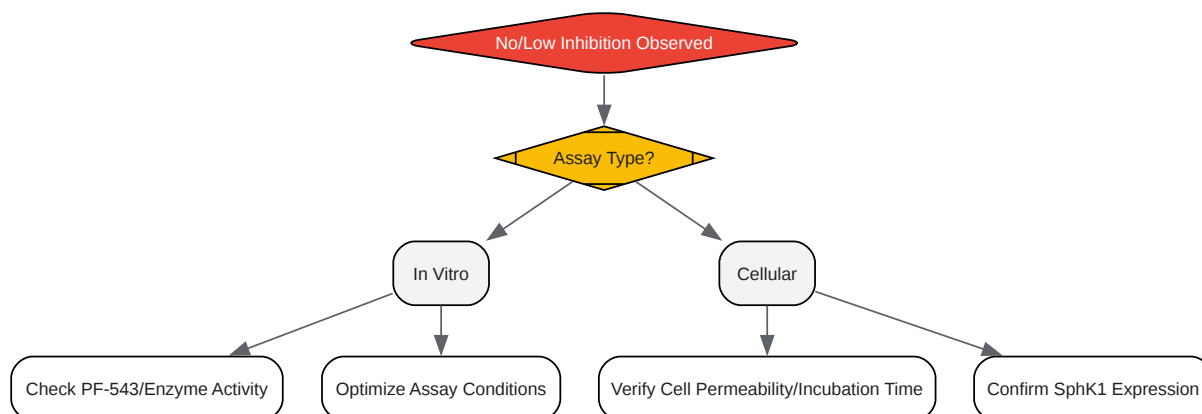 No/Low Inhibition Observed
Assay Type?
In Vitro
Cellular
Check PF-543/Enzyme Activity
Optimize Assay Conditions
Verify Cell Permeability/Incubation Time
Confirm SphK1 Expression